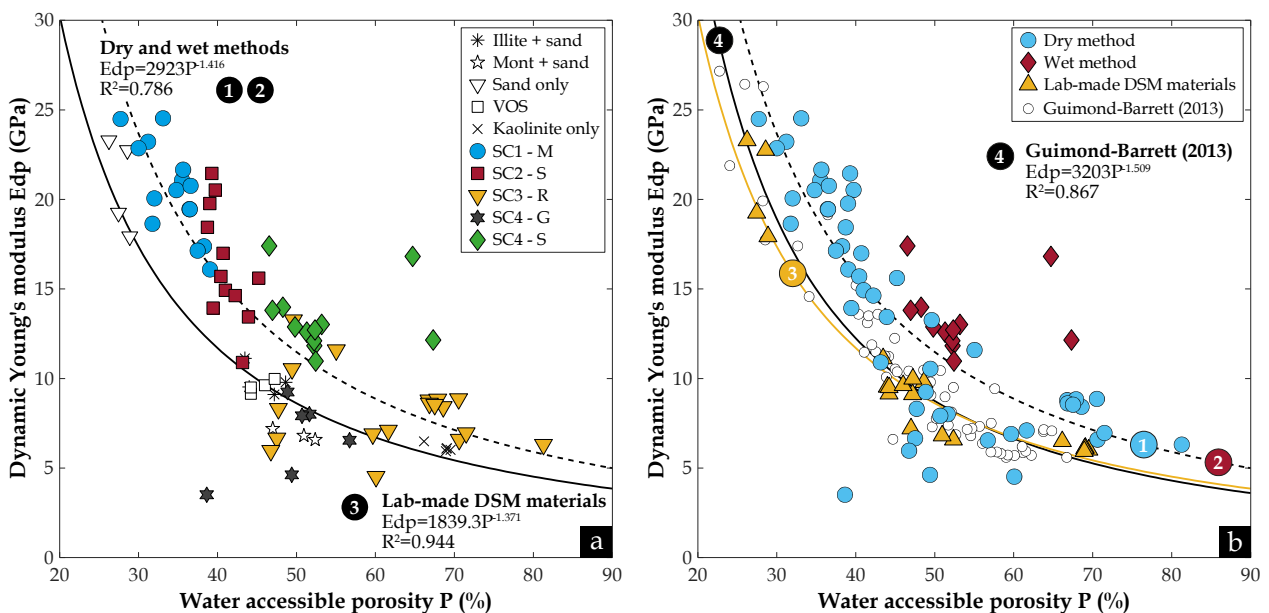 Dynamic Young's modulus Edp (GPa)
30
25
20
15
10
5
0
20
30
40
50
60
70
80
90
Water accessible porosity P (%)
Dry and wet methods
Edp=2923P-1.416
R²=0.786
1 2
Illite + sand
Mont + sand
Sand only
VOS
Kaolinite only
SC1 - M
SC2 - S
SC3 - R
SC4 - G
SC4 - S
3 Lab-made DSM materials
Edp=1839.3P-1.371
R²=0.944
a
Dynamic Young's modulus Edp (GPa)
30
25
20
15
10
5
0
20
30
40
50
60
70
80
90
Water accessible porosity P (%)
4
Dry method
Wet method
Lab-made DSM materials
Guimond-Barrett (2013)
4 Guimond-Barrett (2013)
Edp=3203P-1.509
R²=0.867
3
1
2
b